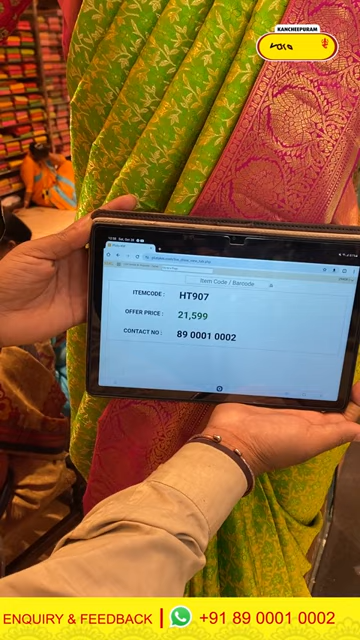 KANCHEEPURAM
Item Code / Barcode
ITEMCODE : HT907
OFFER PRICE : 21,599
CONTACT NO : 89 0001 0002
ENQUIRY & FEEDBACK | +91 89 0001 0002